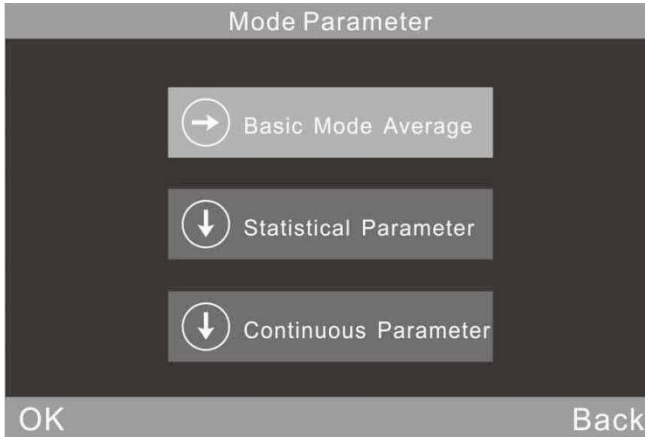 Mode Parameter
Basic Mode Average
Statistical Parameter
Continuous Parameter
OK
Back